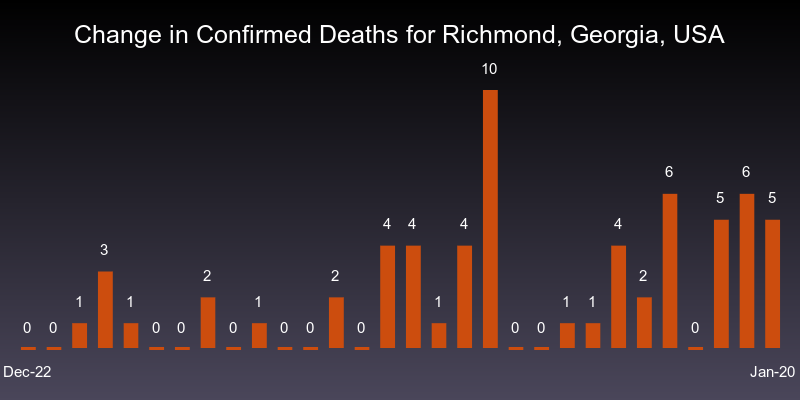 Change in Confirmed Deaths for Richmond, Georgia, USA
0 0 1 3 1 0 0 2 0 1 0 0 2 0 4 4 1 4 10 0 0 1 1 4 2 6 0 5 6 5
Dec-22 Jan-20